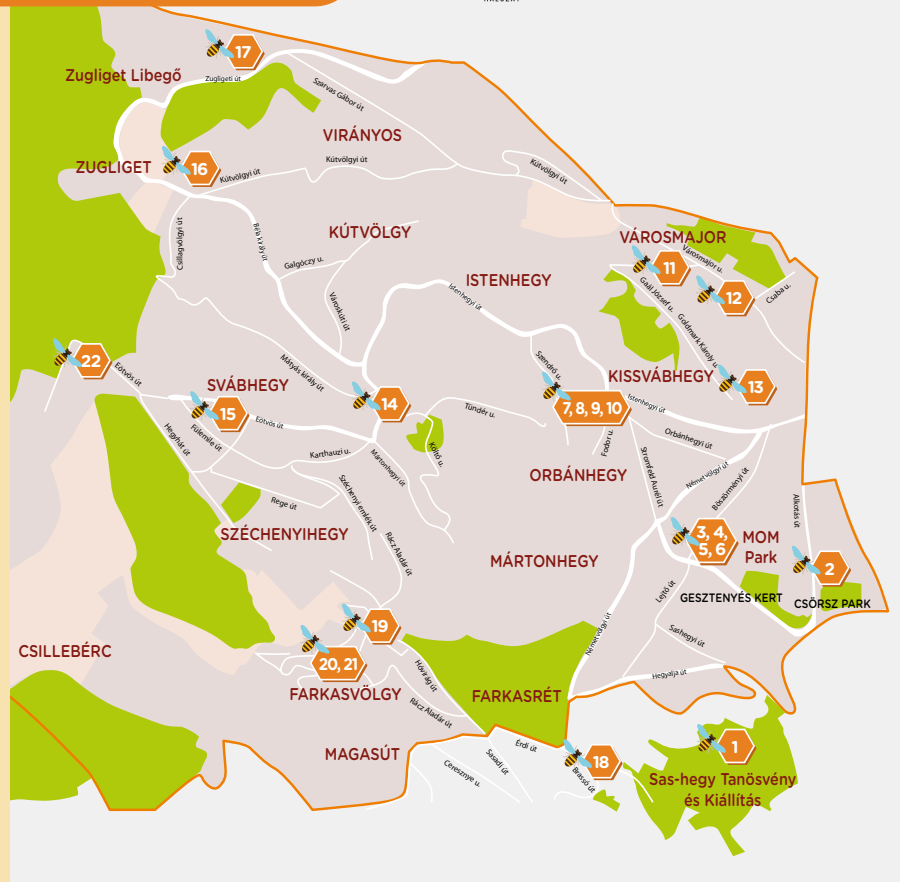 17
Zugliget Libegő
Zugligeti út
Szarvas Gábor út
VIRÁNYOS
ZUGLIGET
16
Kútvölgyi út
Kútvölgyi út
Kútvölgyi út
Csillagvölgyi út
Béla király út
KÚTVÖLGY
Galgóczy u.
Városkúti út
ISTENHEGY
Istenhegyi út
VÁROSMAJOR
Városmajor u.
11
12
Csaba u.
Gaál József u.
Goldmark Károly u.
KISSVÁBHEGY
13
22
Eötvös út
SVÁBHEGY
Mátyás király út
15
14
Eötvös út
Fülemile út
Hegyhát út
Karthauzi u.
Mártonhegyi út
Költő u.
Tündér u.
Szendrő u.
7, 8, 9, 10
Istenhegyi út
Fodor u.
Orbánhegyi út
ORBÁNHEGY
Stromfeld Aurél út
Németvölgyi út
Böszörményi út
Alkotás út
Rege út
Széchenyi emlék út
Rácz Aladár út
SZÉCHENYIHEGY
MÁRTONHEGY
3, 4,
5, 6
MOM
Park
2
Lejtő út
GESZTENYÉS KERT
CSÖRSZ PARK
Németvölgyi út
Sashegyi út
Hegyalja út
CSILLEBÉRC
19
20, 21
FARKASVÖLGY
Hóvirág út
Rácz Aladár út
FARKASRÉT
MAGASÚT
Érdi út
Sasadi út
Ceresznye u.
18
Brassó út
1
Sas-hegy Tanösvény
és Kiállítás